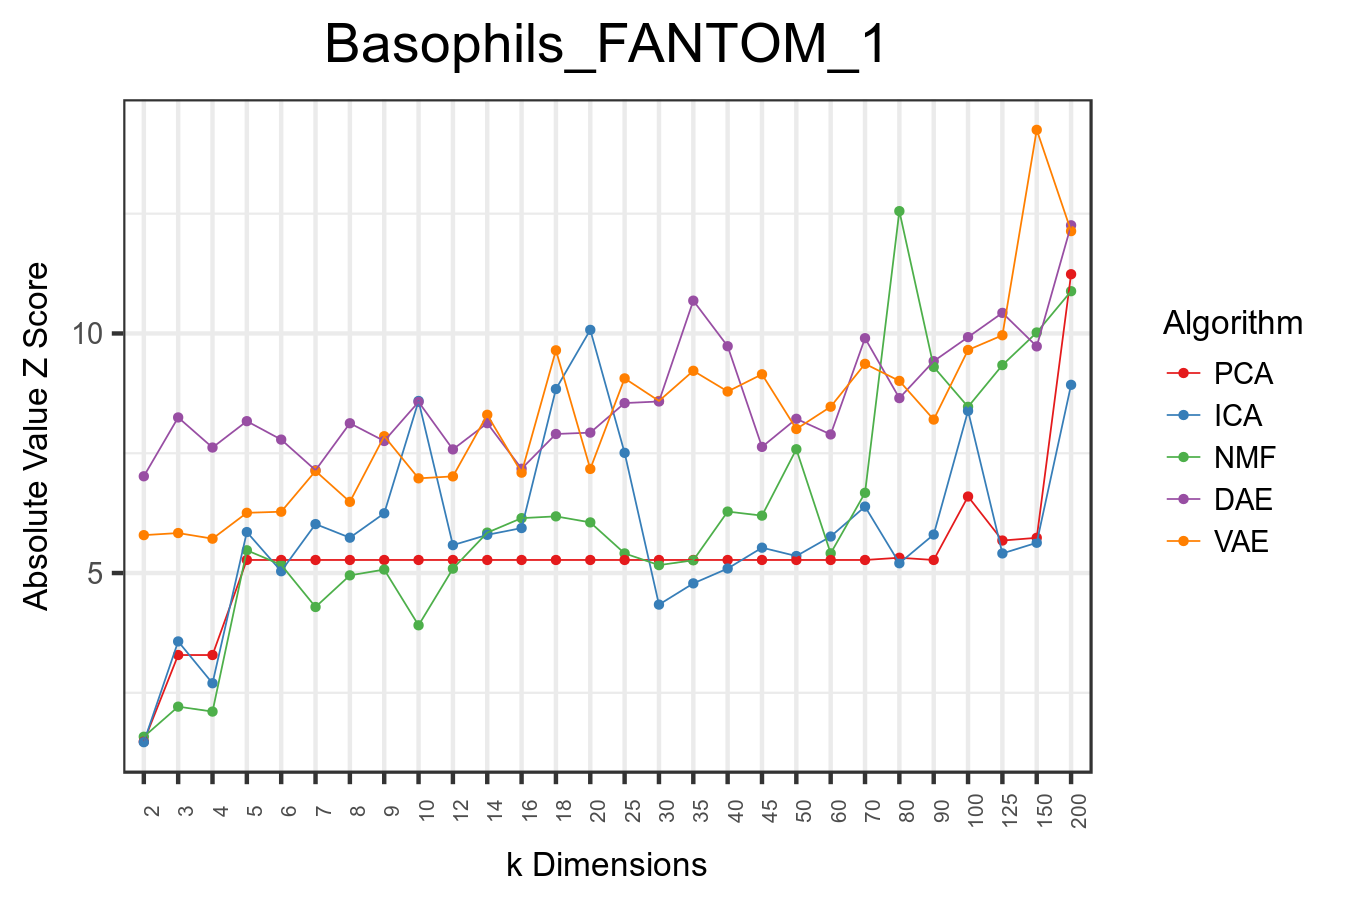 Basophils_FANTOM_1
Absolute Value Z Score
10
5
2 3 4 5 6 7 8 9 10 12 14 16 18 20 25 30 35 40 45 50 60 70 80 90 100 125 150 200
k Dimensions
Algorithm
PCA
ICA
NMF
DAE
VAE